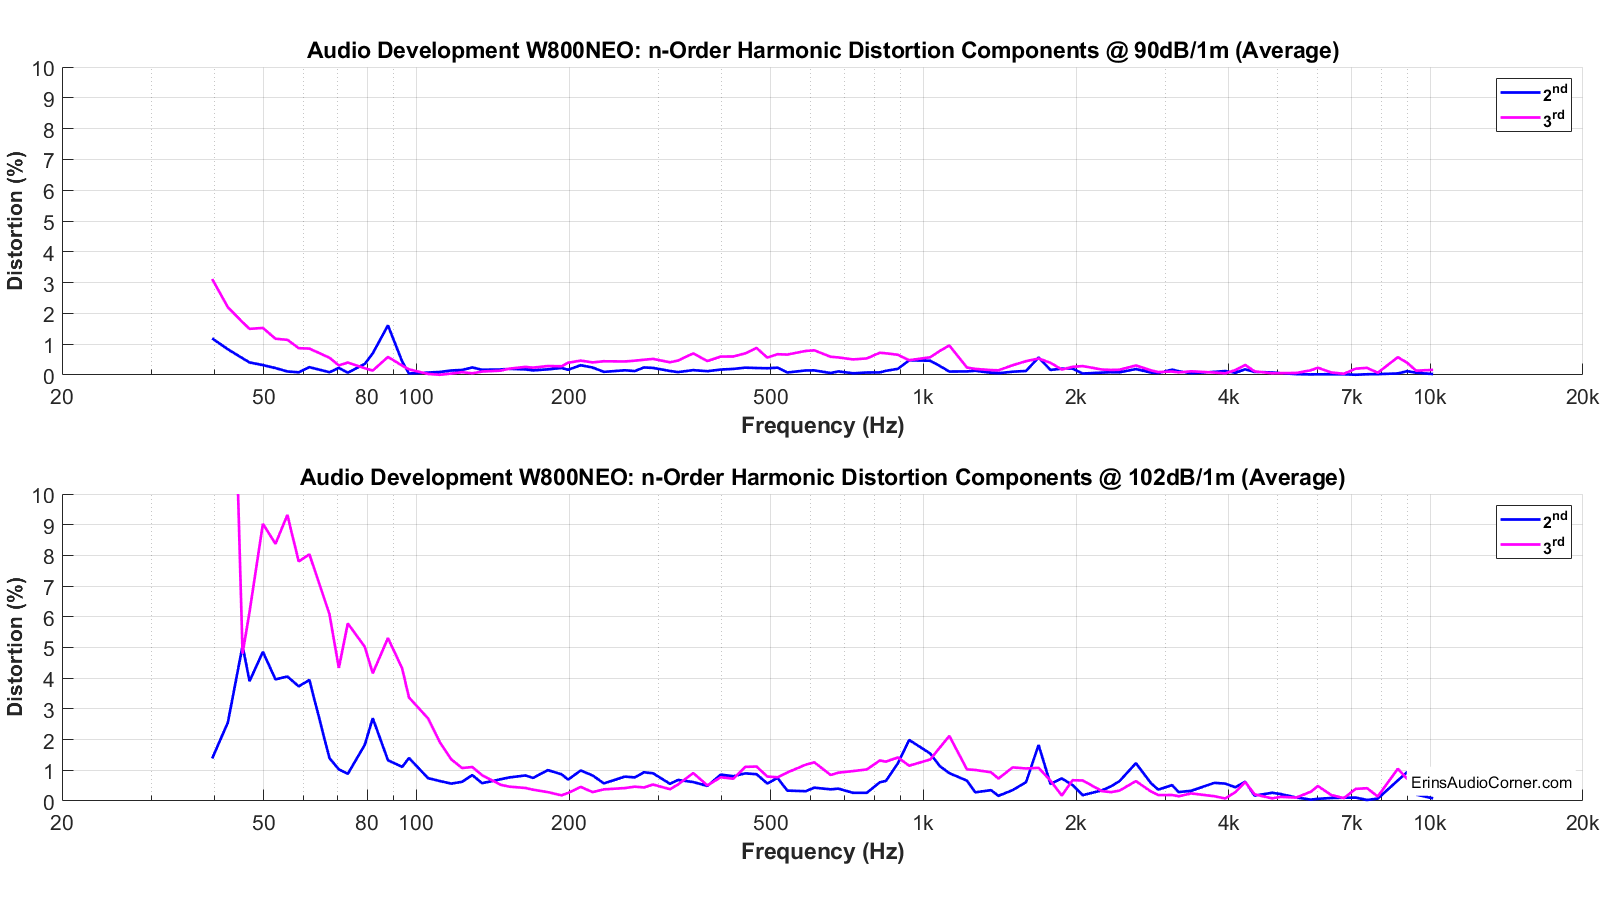 Audio Development W800NEO: n-Order Harmonic Distortion Components @ 90dB/1m (Average)
10
9
8
7
6
5
4
3
2
1
0
Distortion (%)
2nd
3rd
20 50 80 100 200 500 1k 2k 4k 7k 10k 20k
Frequency (Hz)
Audio Development W800NEO: n-Order Harmonic Distortion Components @ 102dB/1m (Average)
10
9
8
7
6
5
4
3
2
1
0
Distortion (%)
2nd
3rd
ErinsAudioCorner.com
20 50 80 100 200 500 1k 2k 4k 7k 10k 20k
Frequency (Hz)